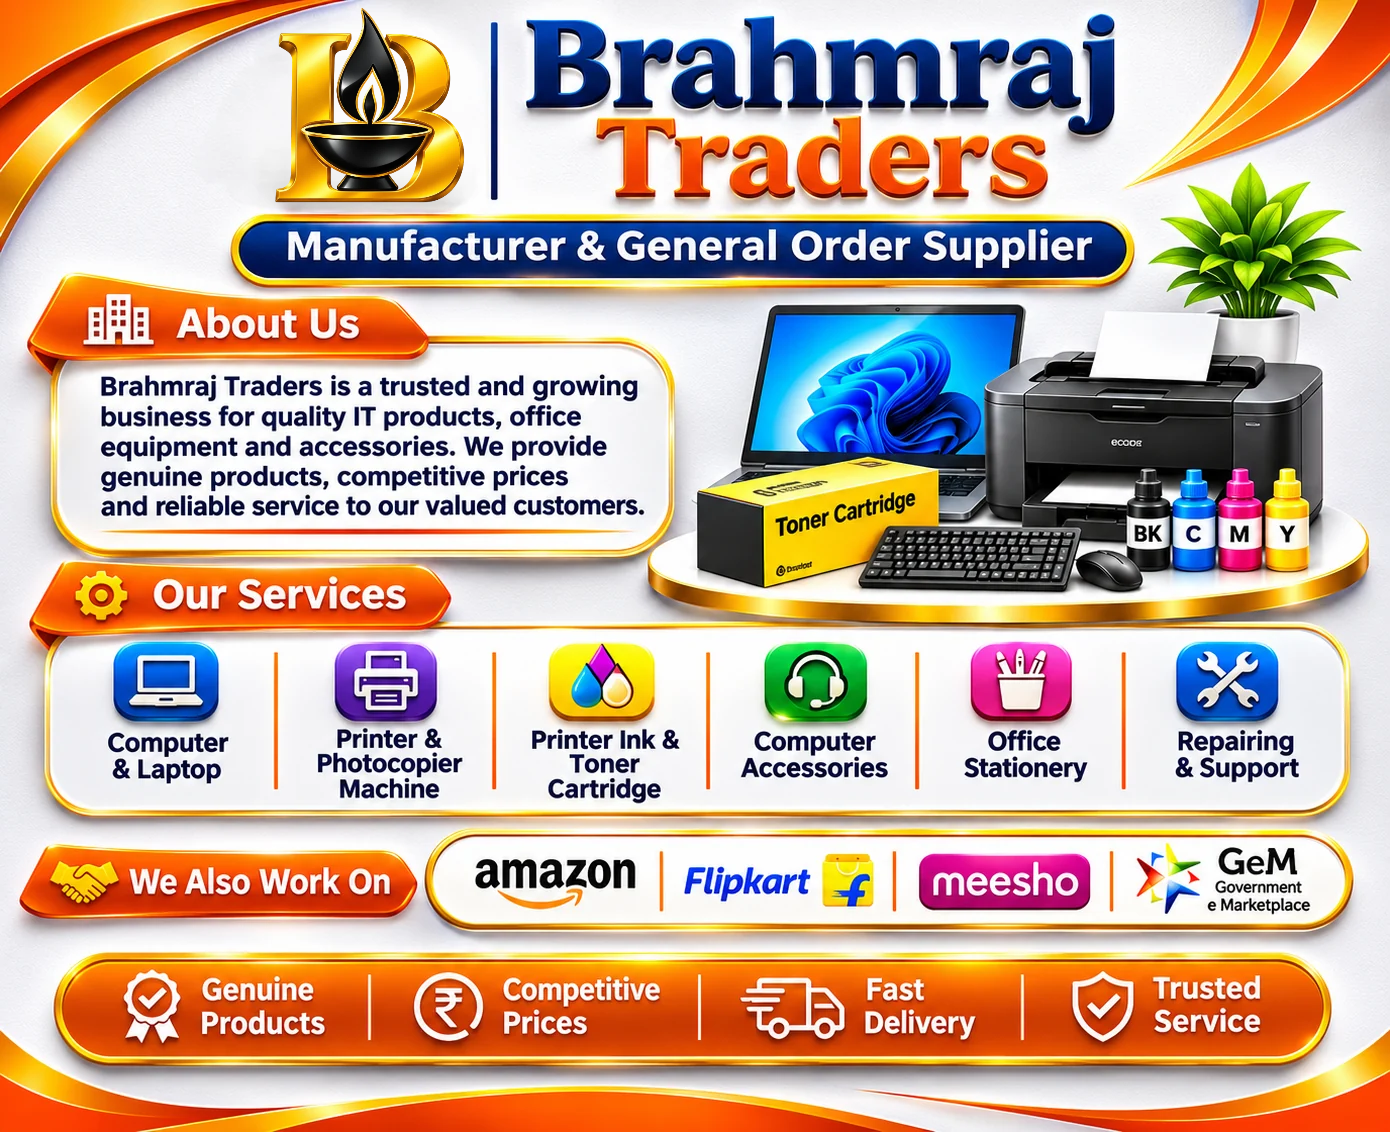 B
Brahmraj
Traders
Manufacturer & General Order Supplier
About Us
Brahmraj Traders is a trusted and growing
business for quality IT products, office
equipment and accessories. We provide
genuine products, competitive prices
and reliable service to our valued customers.
Toner Cartridge
BK
C
M
Y
Our Services
Computer
& Laptop
Printer &
Photocopier
Machine
Printer Ink &
Toner
Cartridge
Computer
Accessories
Office
Stationery
Repairing
& Support
We Also Work On
amazon
Flipkart
f
meesho
GeM
Government
e Marketplace
Genuine
Products
₹
Competitive
Prices
Fast
Delivery
Trusted
Service